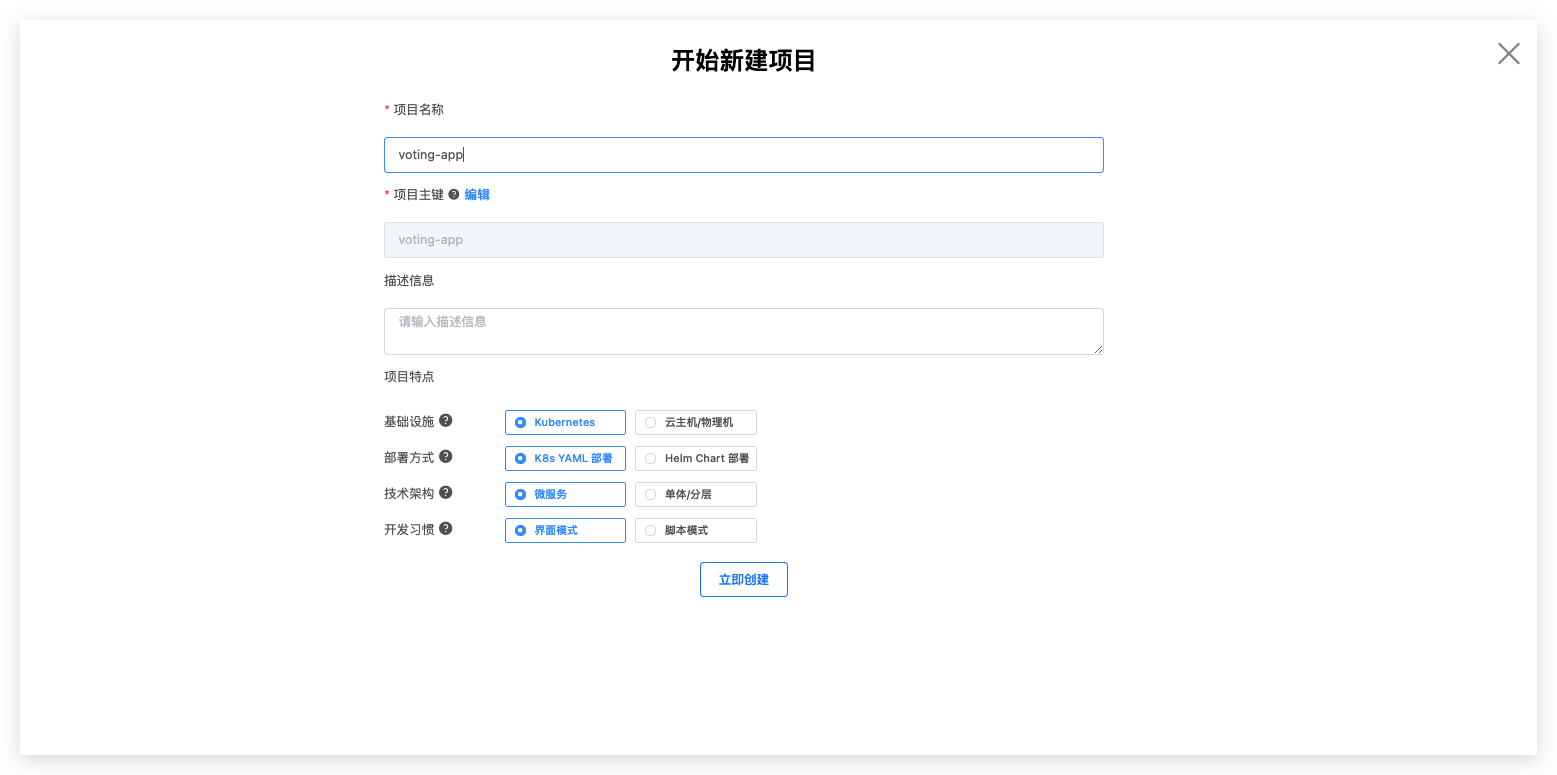 开始新建项目
* 项目名称
voting-app
* 项目主键 ? 编辑
voting-app
描述信息
请输入描述信息
项目特点
基础设施 ? Kubernetes 云主机/物理机
部署方式 ? K8s YAML 部署 Helm Chart 部署
技术架构 ? 微服务 单体/分层
开发习惯 ? 界面模式 脚本模式
立即创建